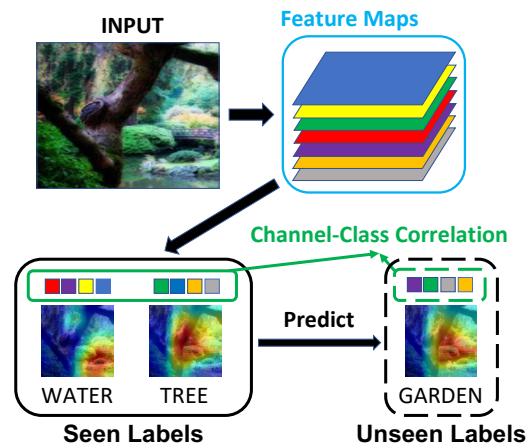 INPUT
Feature Maps
Channel-Class Correlation
Predict
WATER
TREE
GARDEN
Seen Labels
Unseen Labels